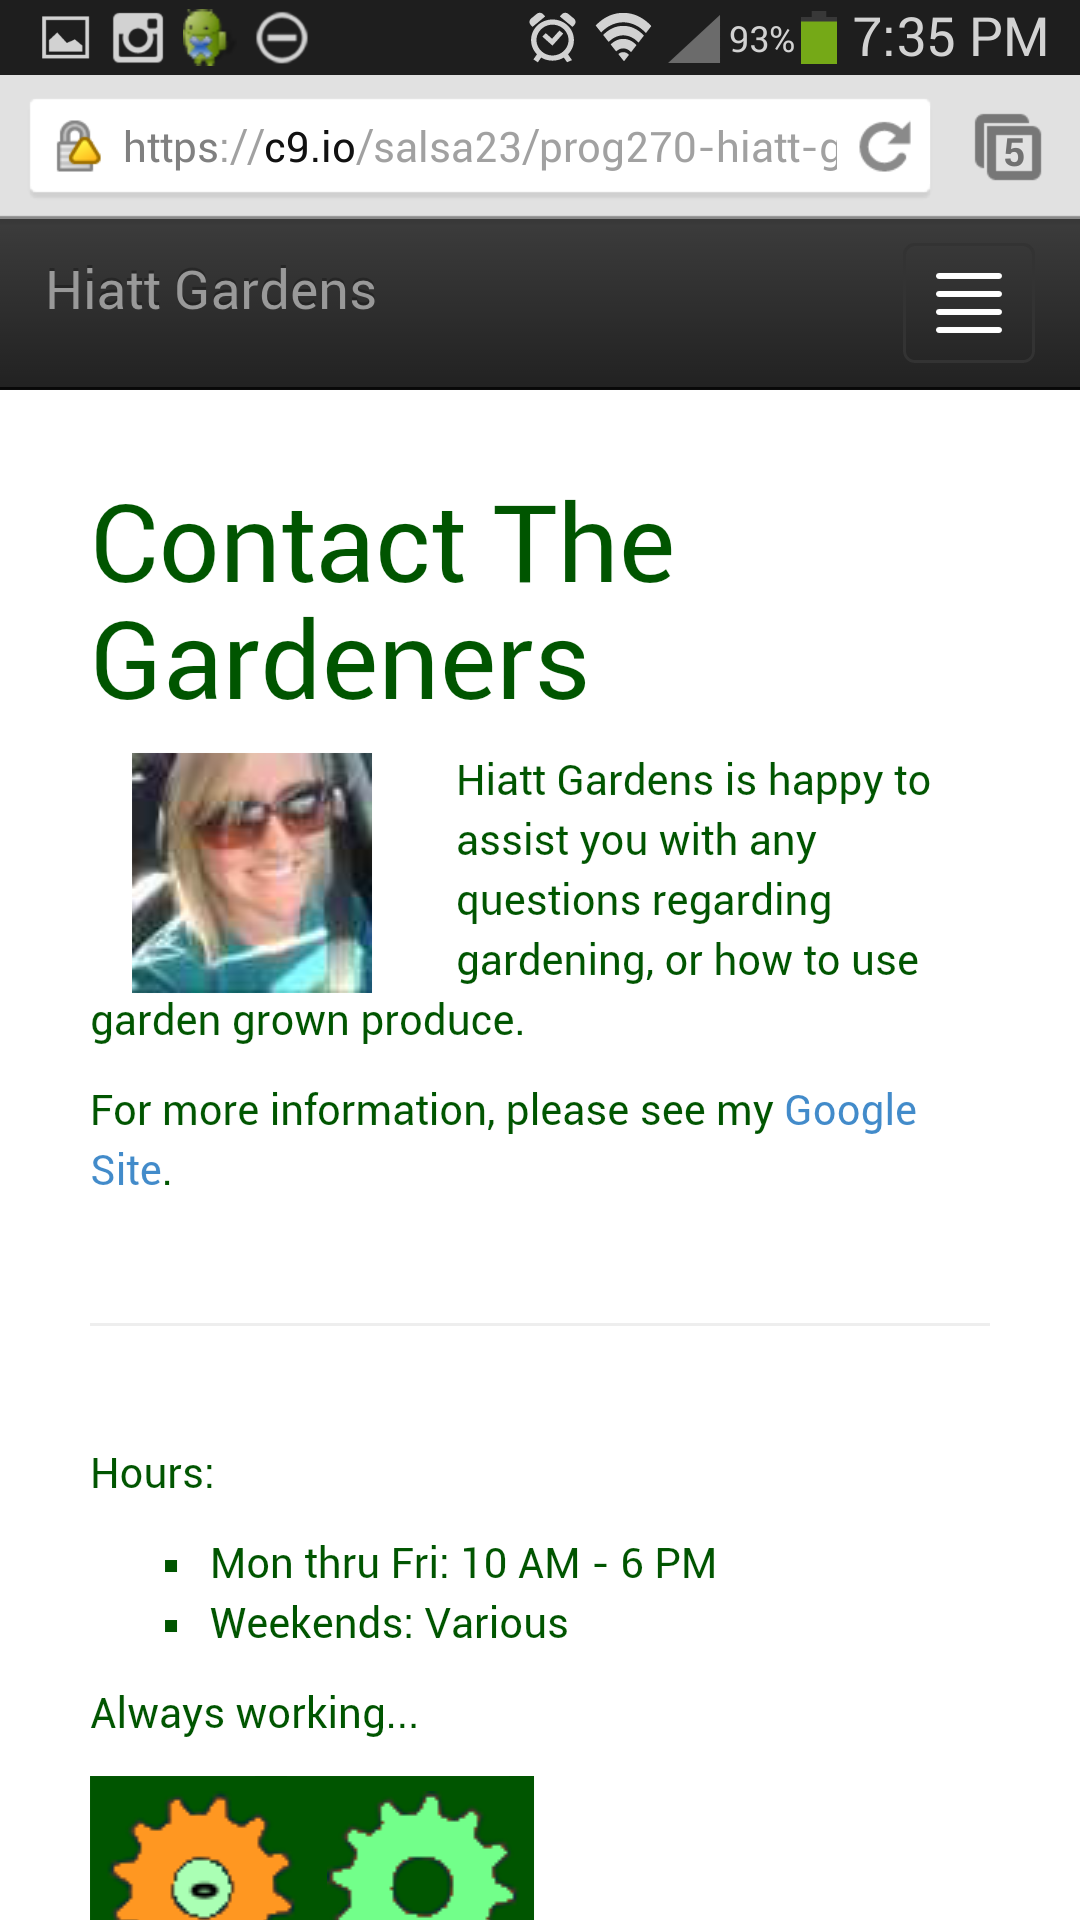 93% 7:35 PM
https://c9.io/salsa23/prog270-hiatt-g
5
Hiatt Gardens
Contact The
Gardeners
Hiatt Gardens is happy to
assist you with any
questions regarding
gardening, or how to use
garden grown produce.
For more information, please see my Google
Site.
Hours:
▪ Mon thru Fri: 10 AM - 6 PM
▪ Weekends: Various
Always working...